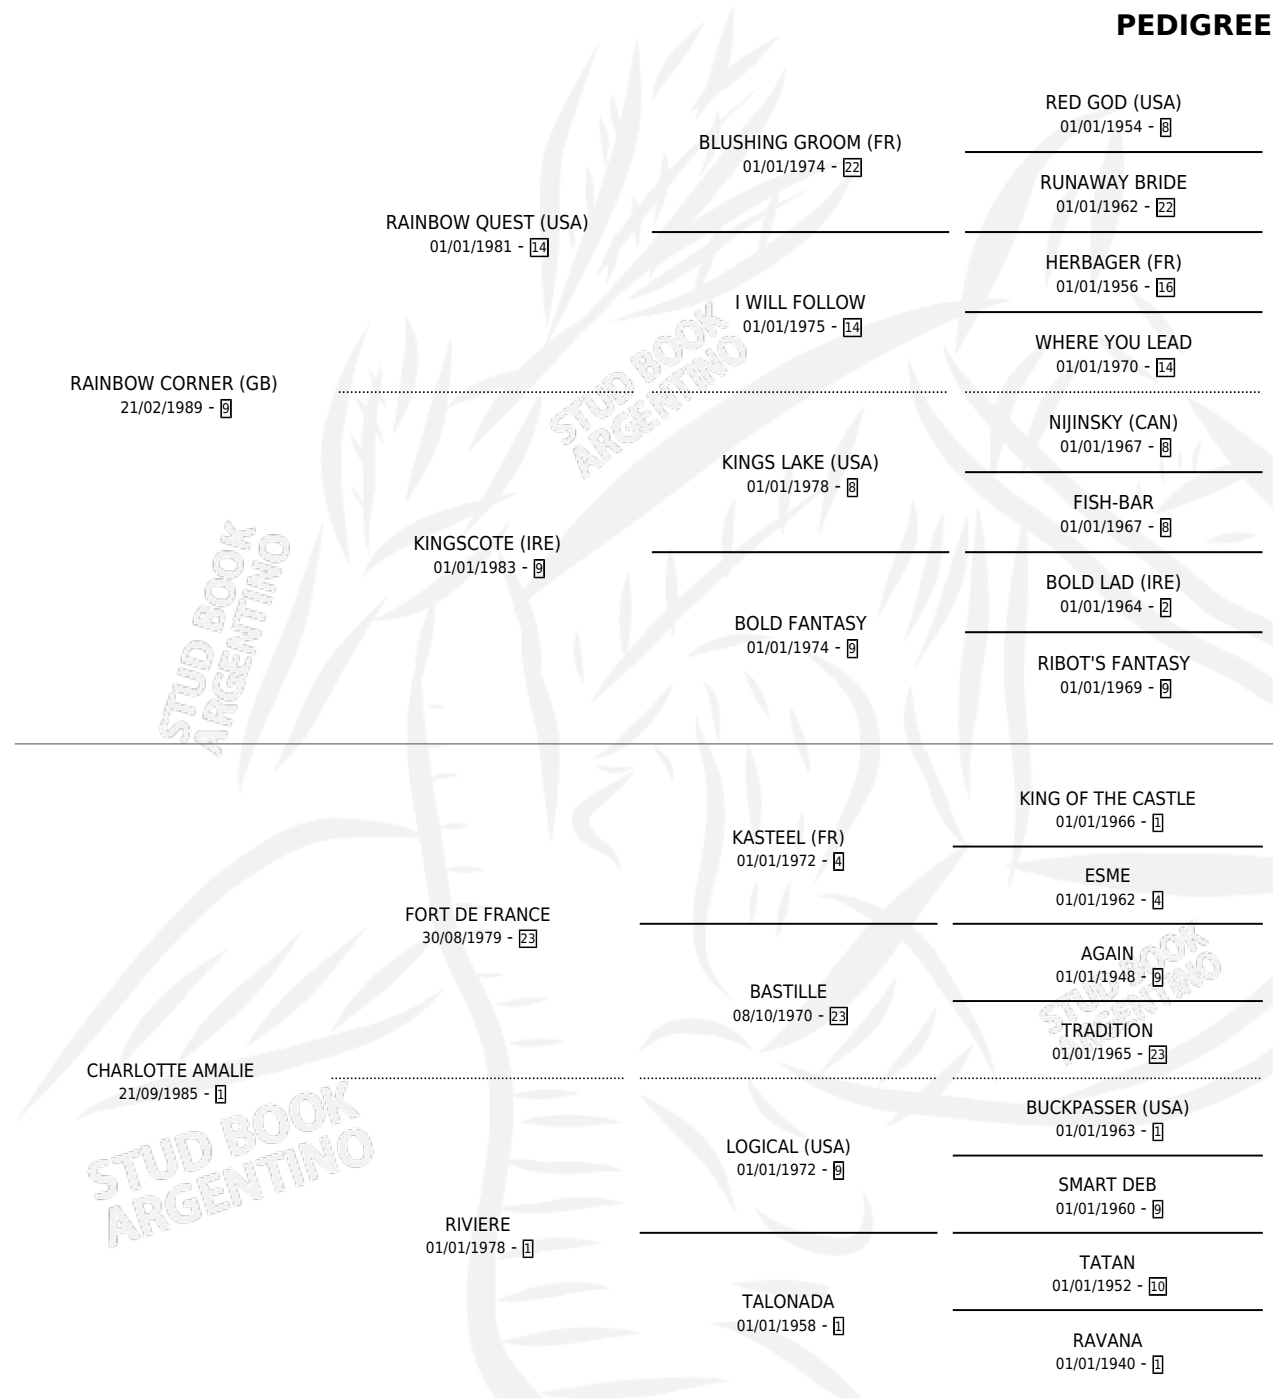 PEDIGREE
RED GOD (USA)
01/01/1954 - 8
BLUSHING GROOM (FR)
01/01/1974 - 22
RUNAWAY BRIDE
01/01/1962 - 22
RAINBOW QUEST (USA)
01/01/1981 - 14
HERBAGER (FR)
01/01/1956 - 16
I WILL FOLLOW
01/01/1975 - 14
WHERE YOU LEAD
01/01/1970 - 14
RAINBOW CORNER (GB)
21/02/1989 - 9
NIJINSKY (CAN)
01/01/1967 - 8
KINGS LAKE (USA)
01/01/1978 - 8
FISH-BAR
01/01/1967 - 8
KINGSCOTE (IRE)
01/01/1983 - 9
BOLD LAD (IRE)
01/01/1964 - 2
BOLD FANTASY
01/01/1974 - 9
RIBOT'S FANTASY
01/01/1969 - 9
KING OF THE CASTLE
01/01/1966 - 1
KASTEEL (FR)
01/01/1972 - 4
ESME
01/01/1962 - 4
FORT DE FRANCE
30/08/1979 - 23
AGAIN
01/01/1948 - 9
BASTILLE
08/10/1970 - 23
TRADITION
01/01/1965 - 23
CHARLOTTE AMALIE
21/09/1985 - 1
BUCKPASSER (USA)
01/01/1963 - 1
LOGICAL (USA)
01/01/1972 - 9
SMART DEB
01/01/1960 - 9
RIVIERE
01/01/1978 - 1
TATAN
01/01/1952 - 10
TALONADA
01/01/1958 - 1
RAVANA
01/01/1940 - 1
STUD BOOK
ARGENTINO
STUD BOOK
ARGENTINO
STUD BOOK
ARGENTINO
STUD BOOK
ARGENTINO